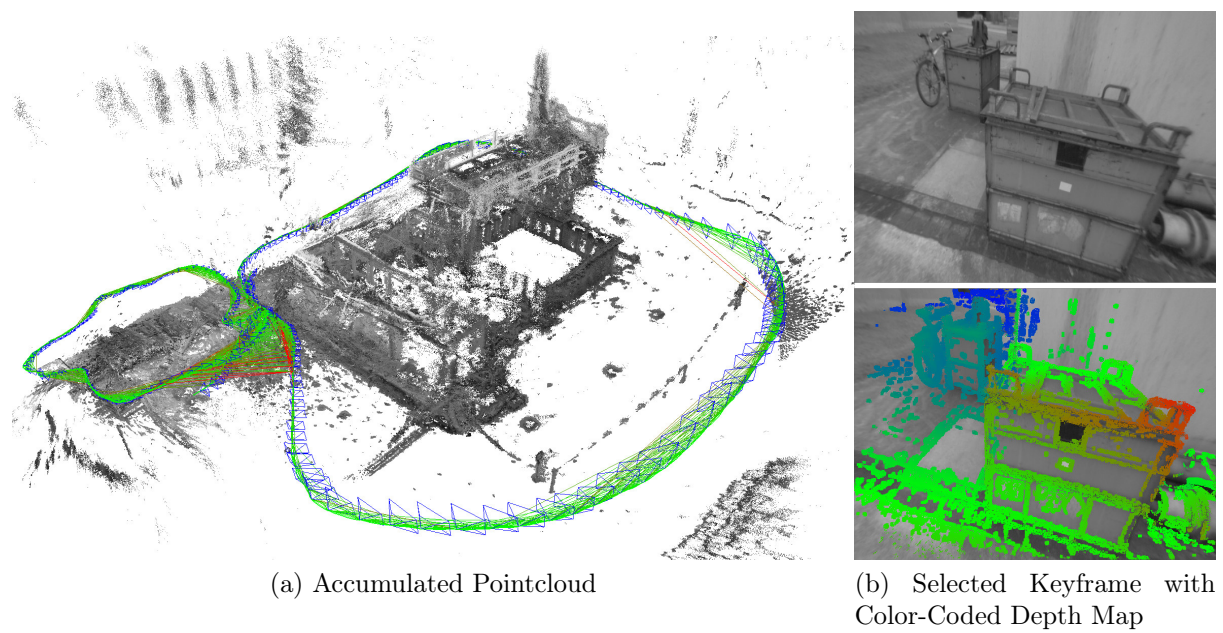 (a) Accumulated Pointcloud
(b) Selected Keyframe with
Color-Coded Depth Map